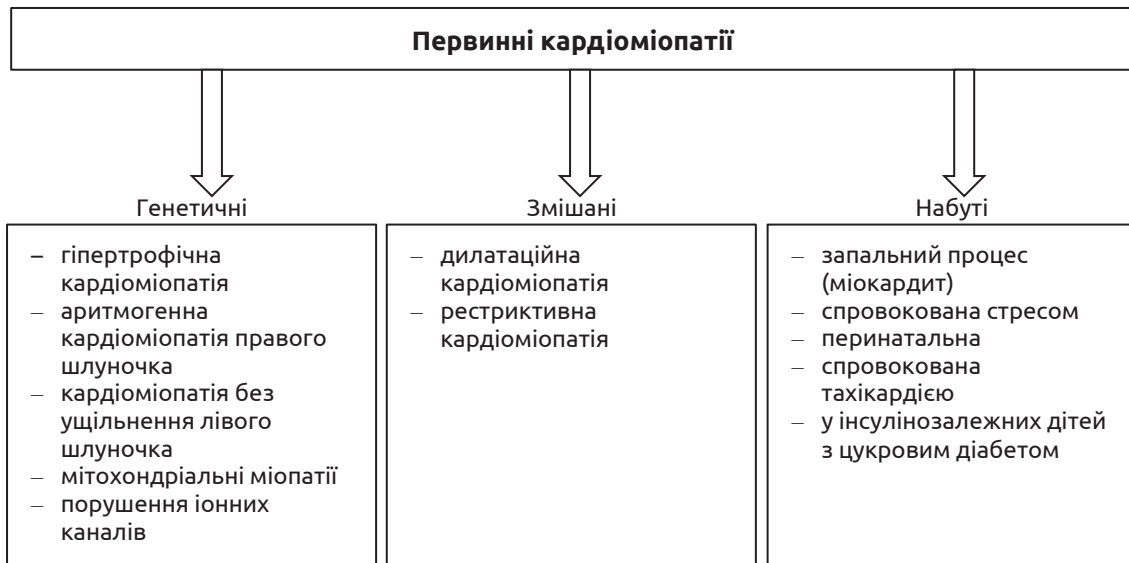 Первинні кардіоміопатії
Генетичні
– гіпертрофічна
кардіоміопатія
– аритмогенна
кардіоміопатія правого
шлуночка
– кардіоміопатія без
ущільнення лівого
шлуночка
– мітохондріальні міопатії
– порушення іонних
каналів
Змішані
– дилатаційна
кардіоміопатія
– рестриктивна
кардіоміопатія
Набуті
– запальний процес
(міокардит)
– спровокована стресом
– перинатальна
– спровокована
тахікардією
– у інсулінозалежних дітей
з цукровим діабетом